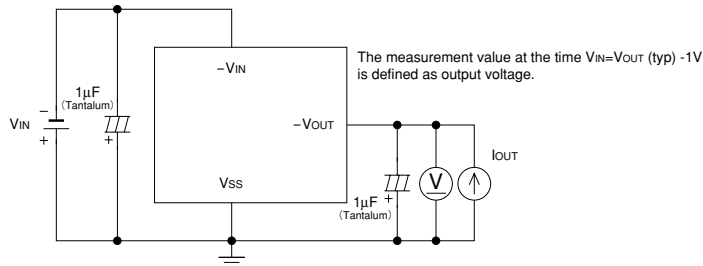 The measurement value at the time VIN=VOUT (typ) -1V
is defined as output voltage.
−VIN
1μF
(Tantalum)
−
+
+
VIN
−VOUT
IOUT
VSS
V
1μF
+
(Tantalum)